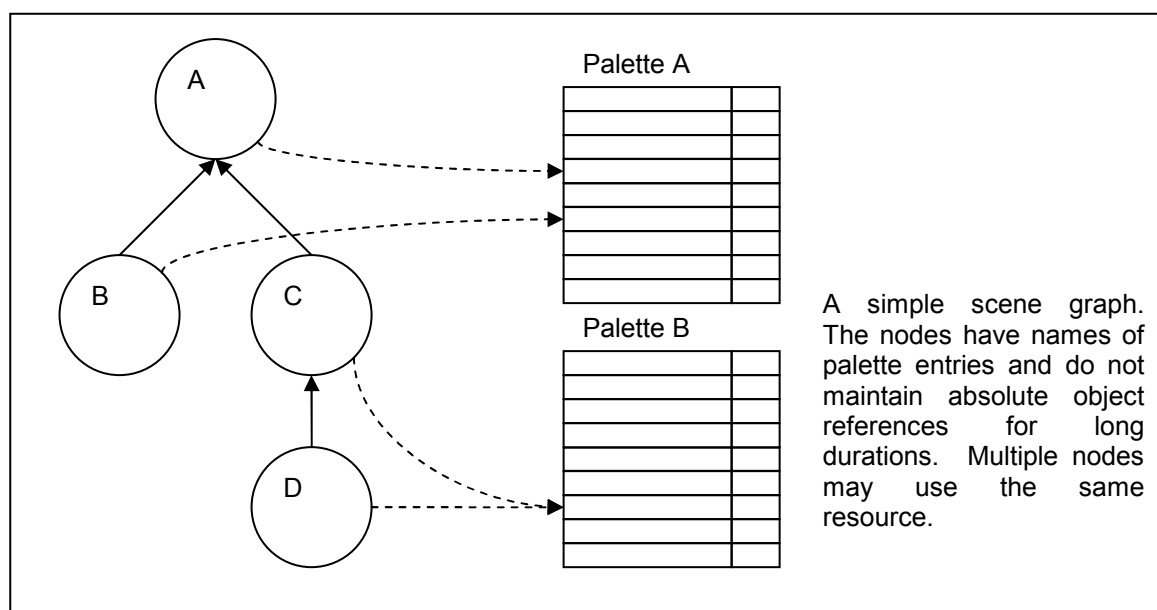 A
Palette A
B
C
Palette B
D
A simple scene graph.
The nodes have names of
palette entries and do not
maintain absolute object
references for long
durations. Multiple nodes
may use the same
resource.